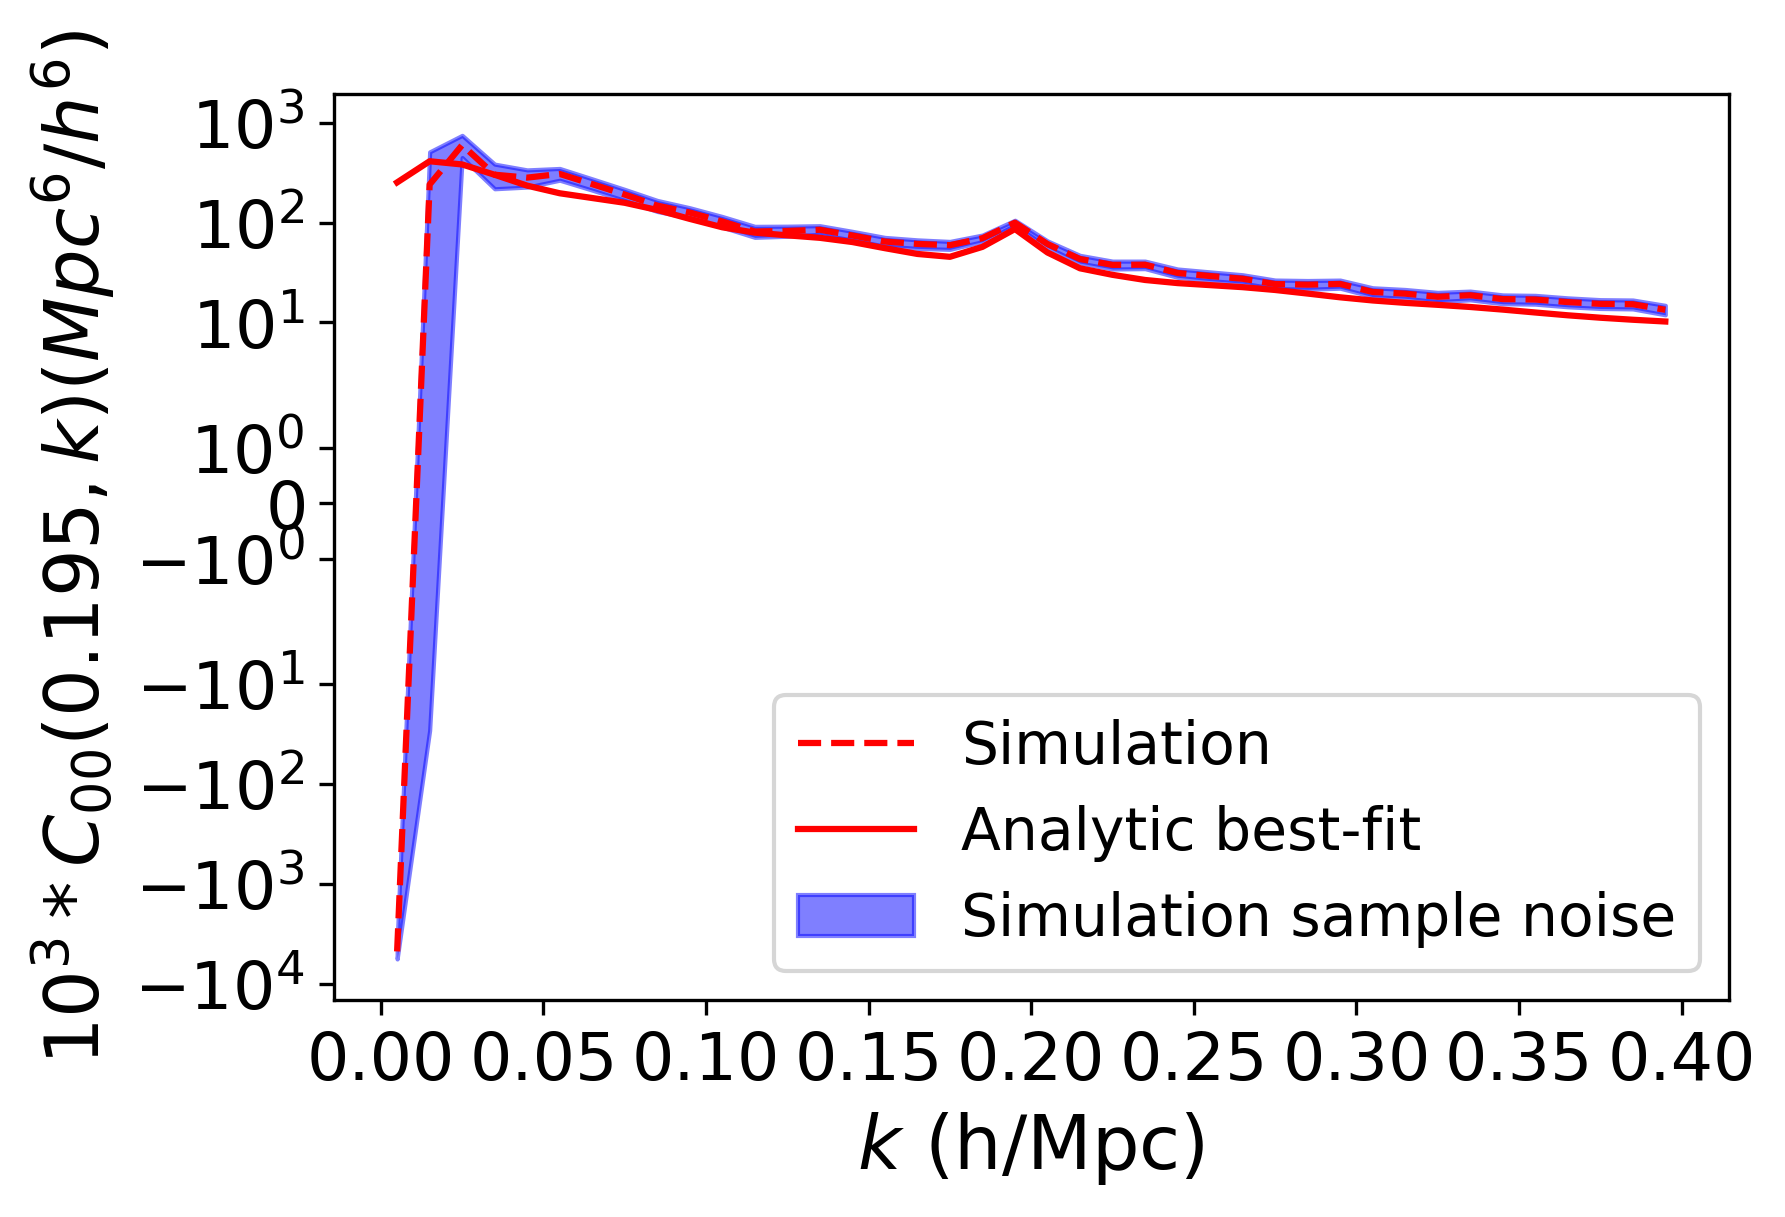 10³ * C₀₀(0.195, k)(Mpc⁶/h⁶)
10³
10²
10¹
10⁰
0
−10⁰
−10¹
−10²
−10³
−10⁴
Simulation
Analytic best-fit
Simulation sample noise
0.00 0.05 0.10 0.15 0.20 0.25 0.30 0.35 0.40
k (h/Mpc)